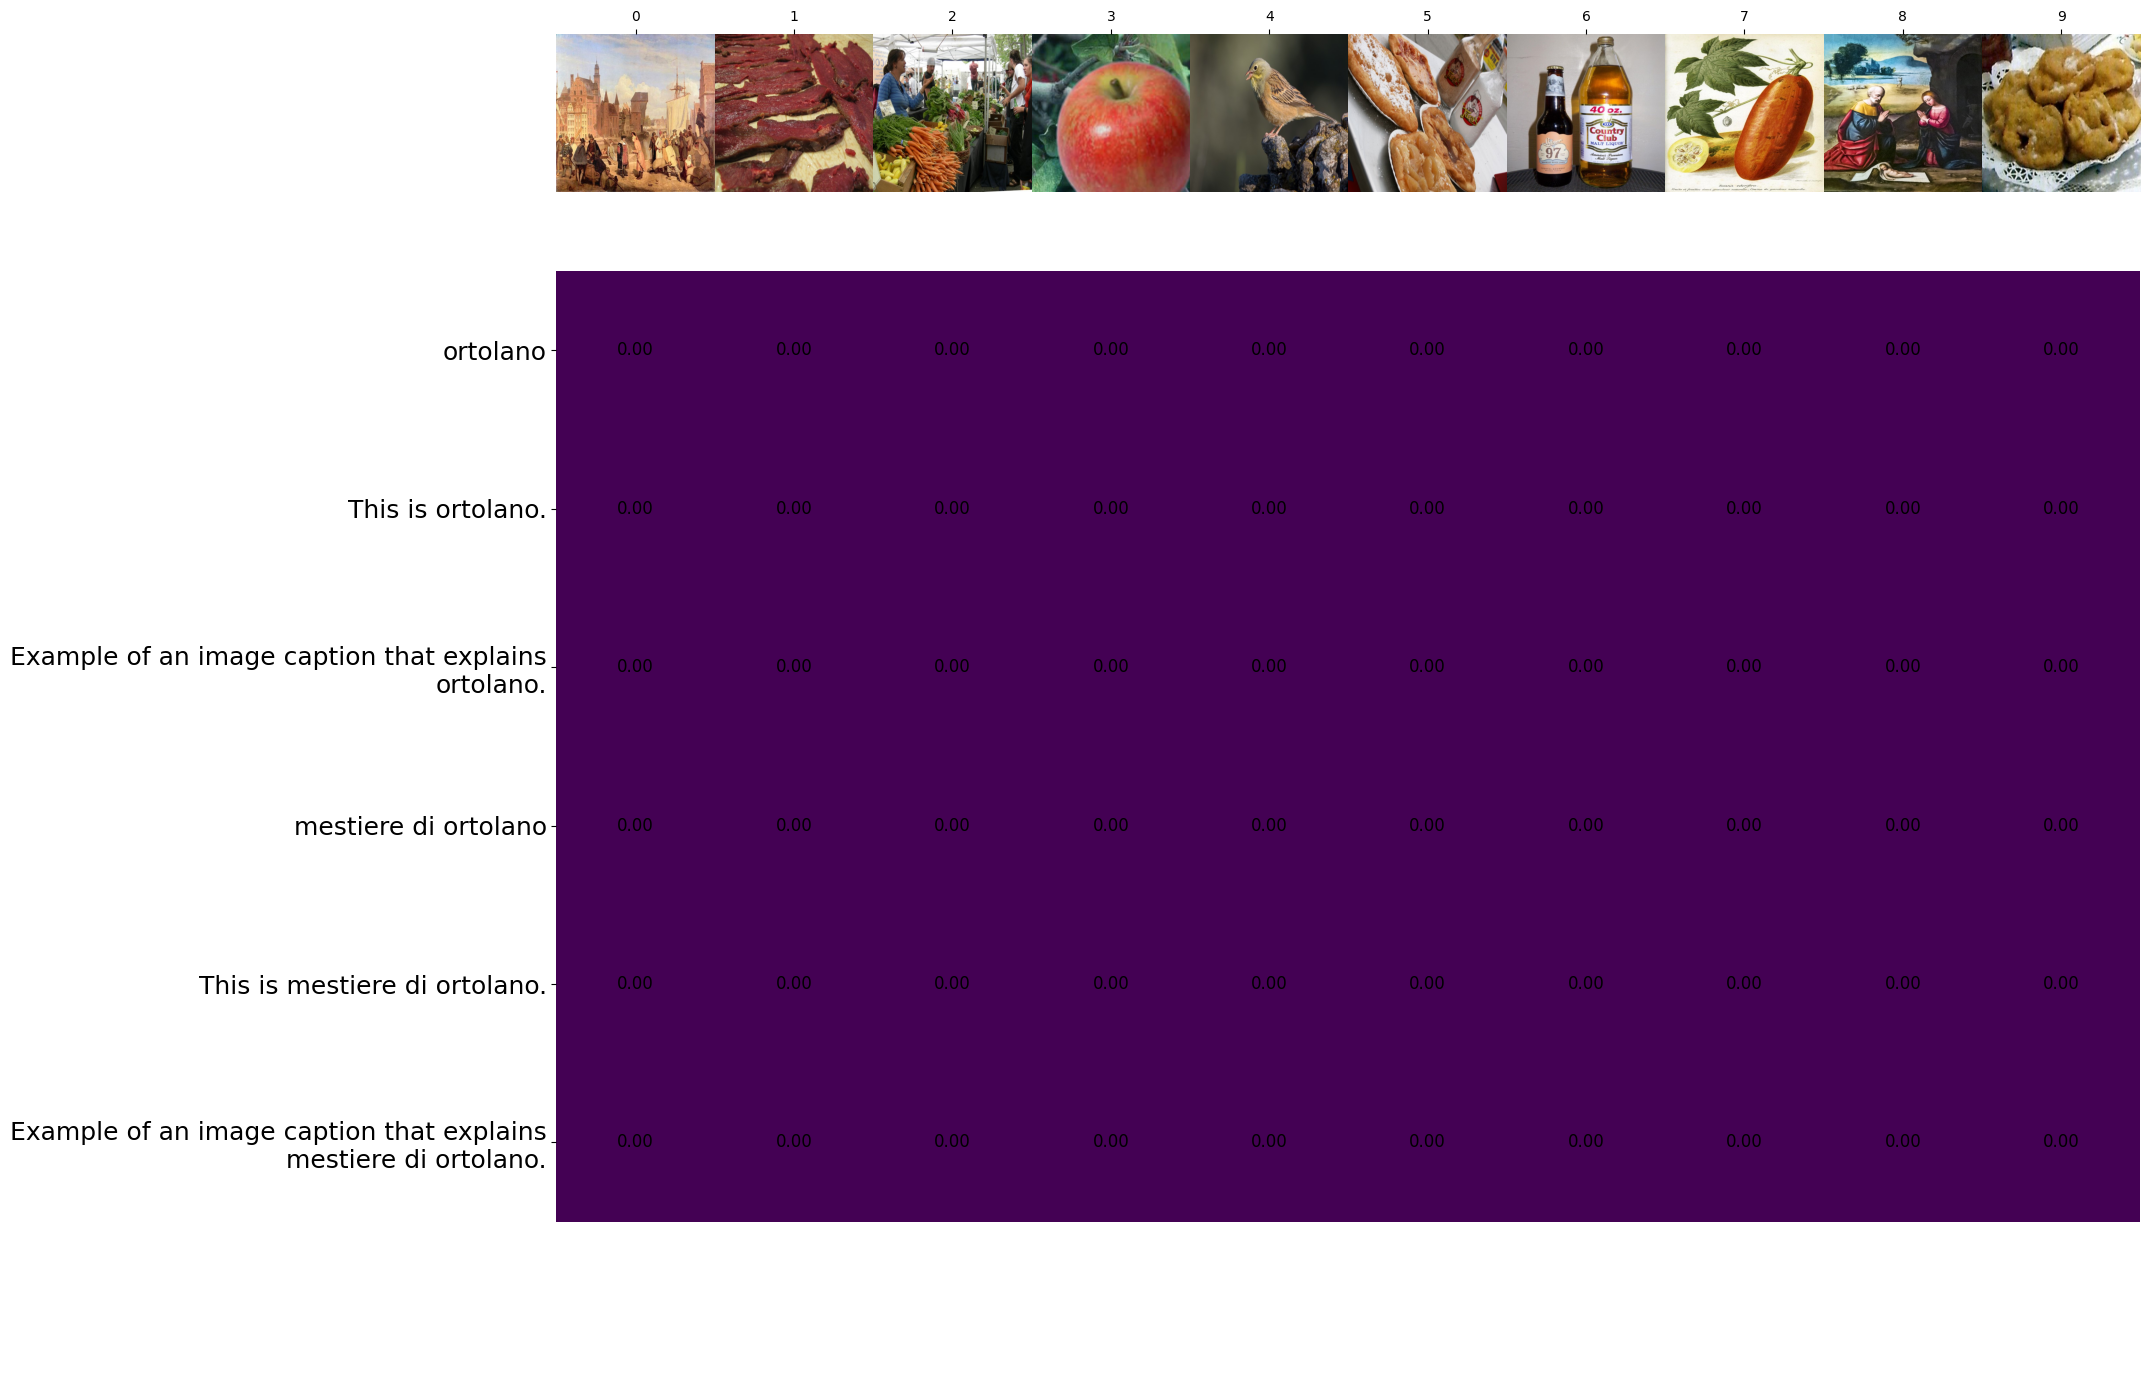 0 1 2 3 4 5 6 7 8 9
40 oz.
Country
Club
MALT LIQUOR
97
ortolano 0.00 0.00 0.00 0.00 0.00 0.00 0.00 0.00 0.00 0.00
This is ortolano. 0.00 0.00 0.00 0.00 0.00 0.00 0.00 0.00 0.00 0.00
Example of an image caption that explains
ortolano. 0.00 0.00 0.00 0.00 0.00 0.00 0.00 0.00 0.00 0.00
mestiere di ortolano 0.00 0.00 0.00 0.00 0.00 0.00 0.00 0.00 0.00 0.00
This is mestiere di ortolano. 0.00 0.00 0.00 0.00 0.00 0.00 0.00 0.00 0.00 0.00
Example of an image caption that explains
mestiere di ortolano. 0.00 0.00 0.00 0.00 0.00 0.00 0.00 0.00 0.00 0.00